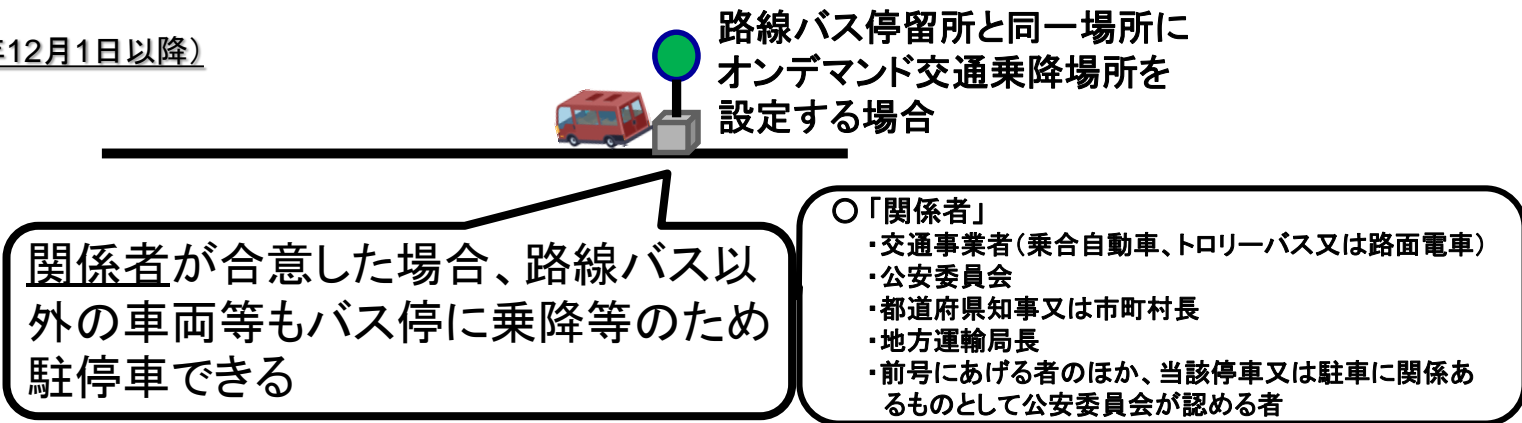 年12月1日以降）
路線バス停留所と同一場所に
オンデマンド交通乗降場所を
設定する場合
関係者が合意した場合、路線バス以
外の車両等もバス停に乗降等のため
駐停車できる
○「関係者」
・交通事業者（乗合自動車、トロリーバス又は路面電車）
・公安委員会
・都道府県知事又は市町村長
・地方運輸局長
・前号にあげる者のほか、当該停車又は駐車に関係あ
るものとして公安委員会が認める者